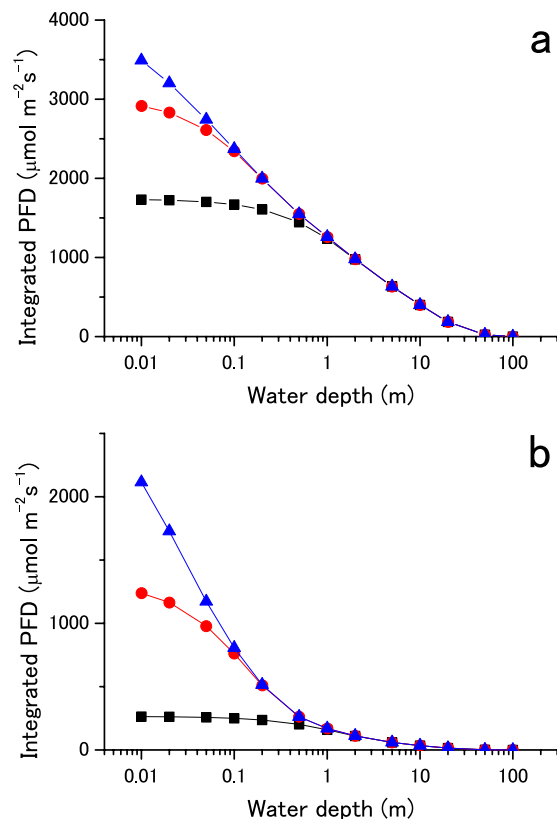 a
4000
3000
2000
1000
0
Integrated PFD (μmol m⁻²s⁻¹)
0.01 0.1 1 10 100
Water depth (m)
b
2000
1000
0
Integrated PFD (μmol m⁻²s⁻¹)
0.01 0.1 1 10 100
Water depth (m)